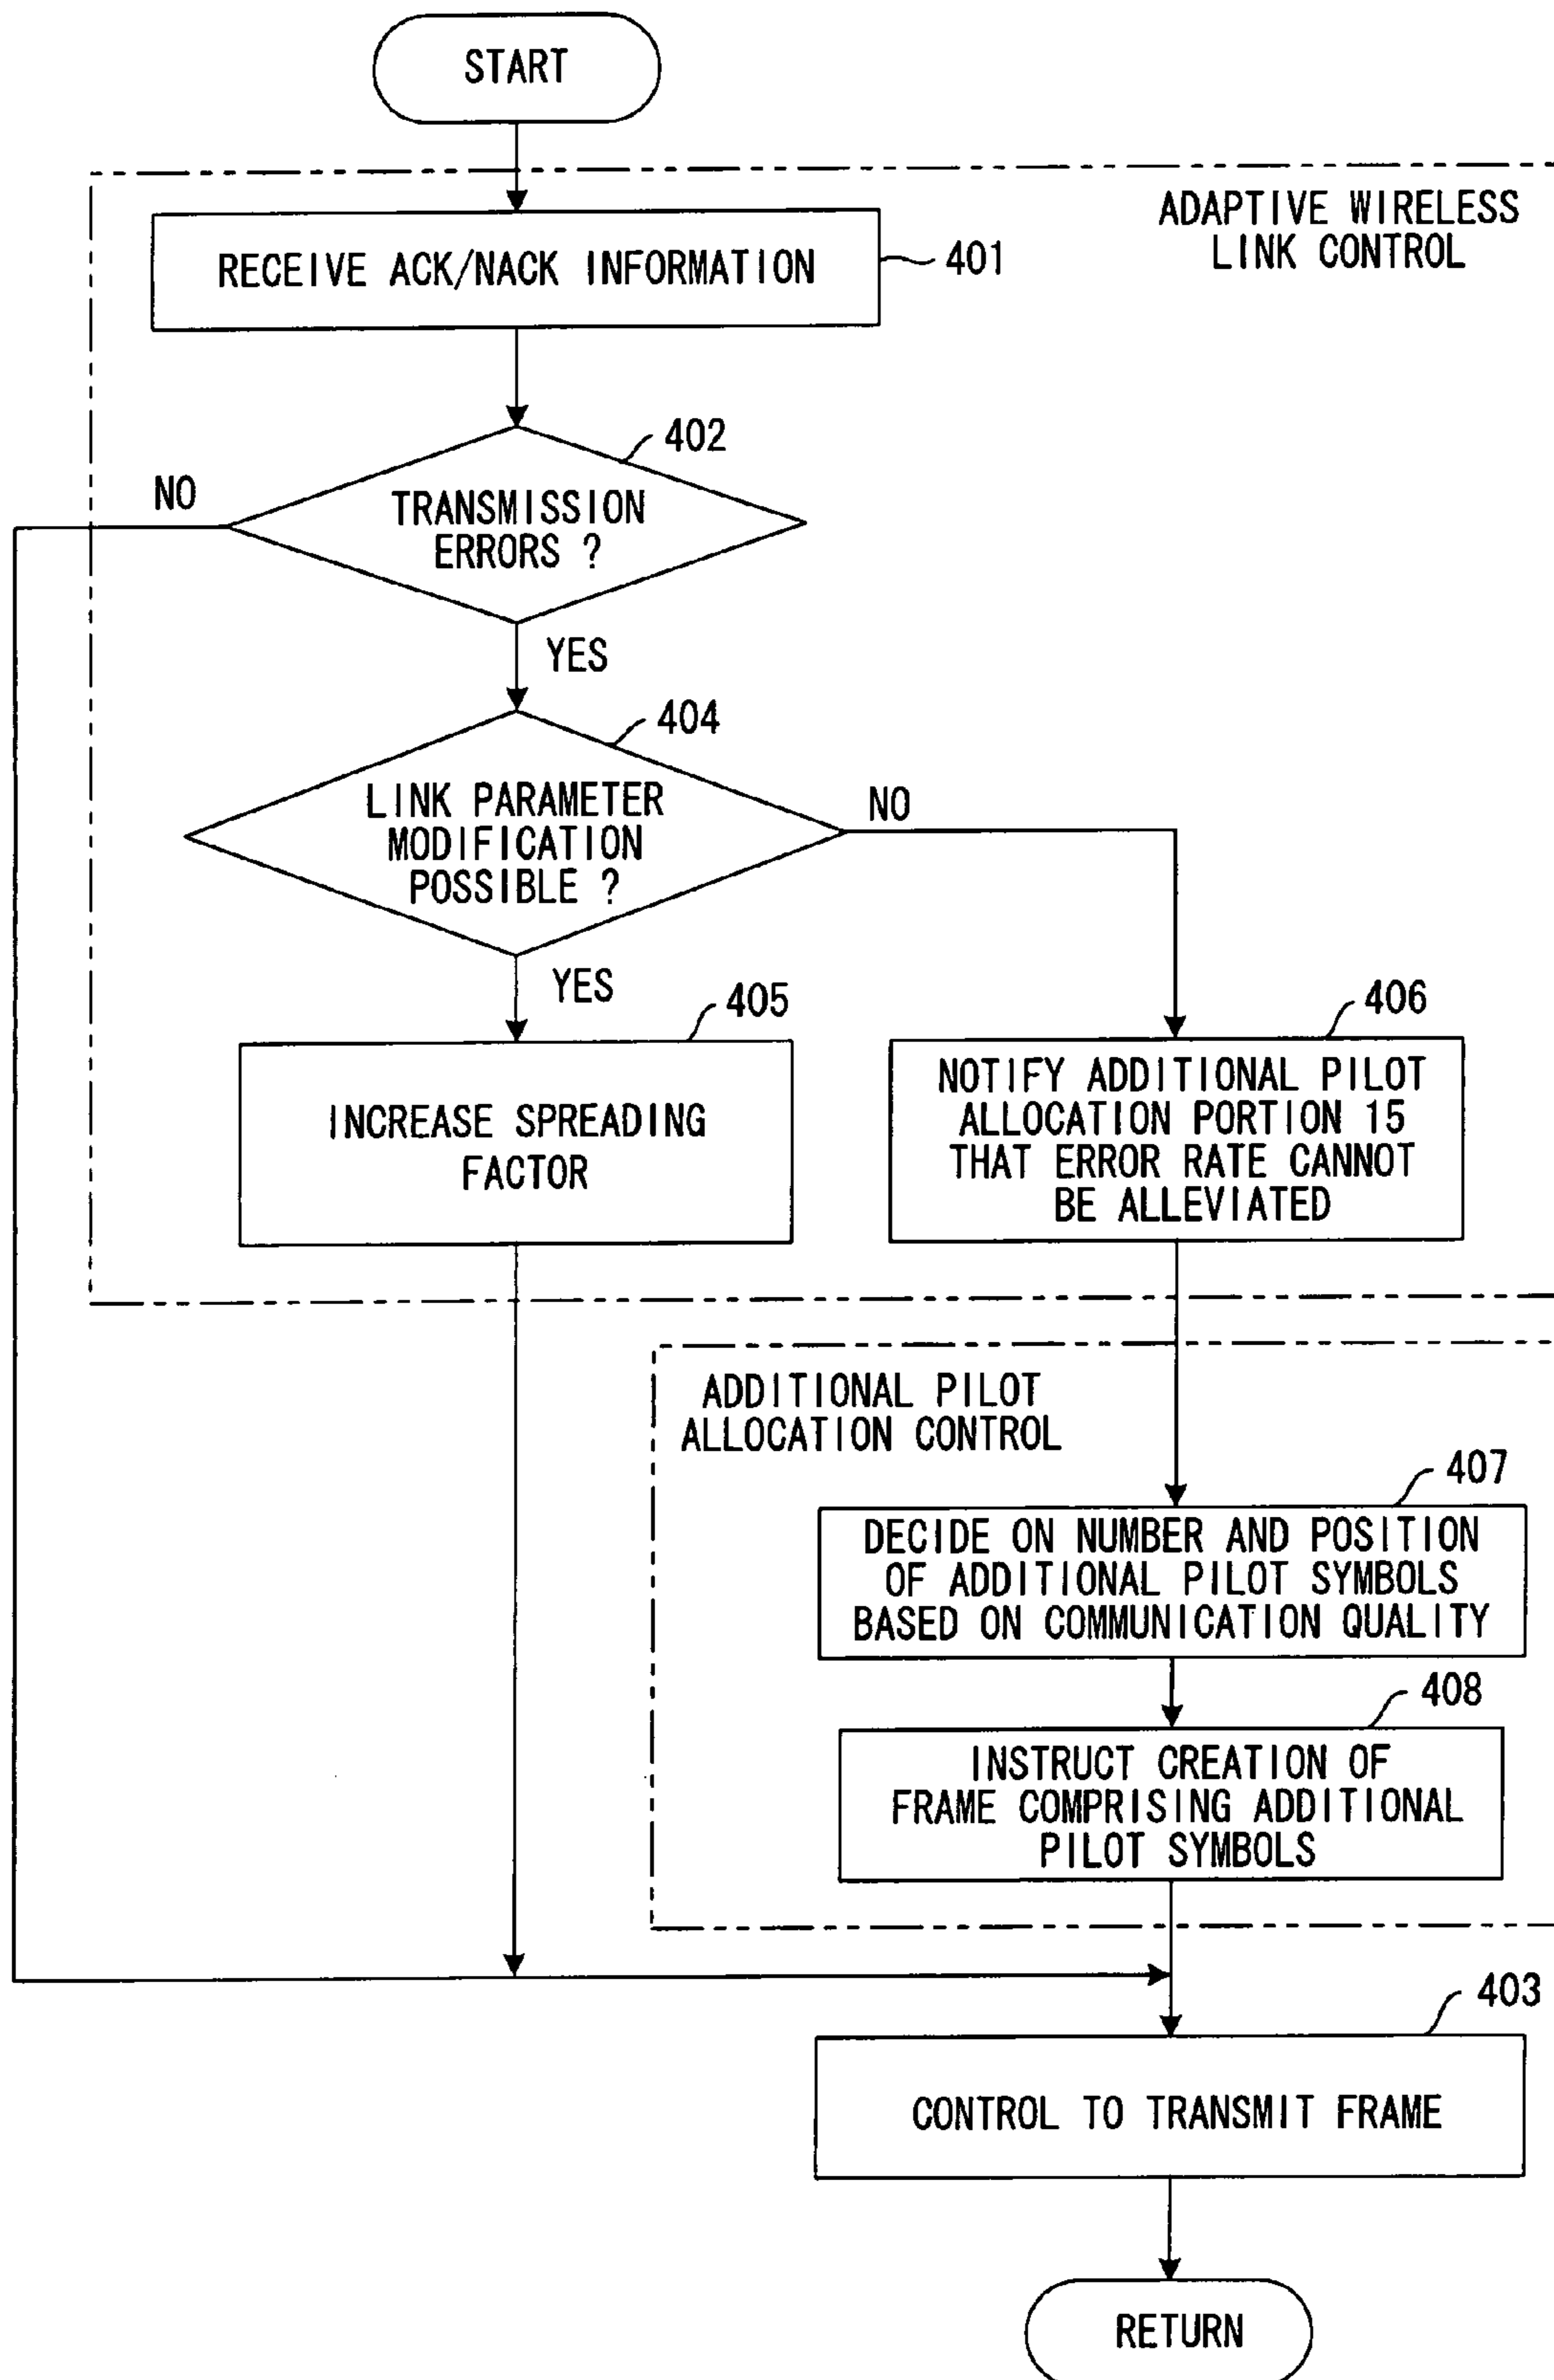 START
ADAPTIVE WIRELESS
LINK CONTROL
RECEIVE ACK/NACK INFORMATION
401
402
NO
TRANSMISSION
ERRORS ?
YES
404
LINK PARAMETER
MODIFICATION
POSSIBLE ?
NO
YES
405
INCREASE SPREADING
FACTOR
406
NOTIFY ADDITIONAL PILOT
ALLOCATION PORTION 15
THAT ERROR RATE CANNOT
BE ALLEVIATED
ADDITIONAL PILOT
ALLOCATION CONTROL
407
DECIDE ON NUMBER AND POSITION
OF ADDITIONAL PILOT SYMBOLS
BASED ON COMMUNICATION QUALITY
408
INSTRUCT CREATION OF
FRAME COMPRISING ADDITIONAL
PILOT SYMBOLS
403
CONTROL TO TRANSMIT FRAME
RETURN